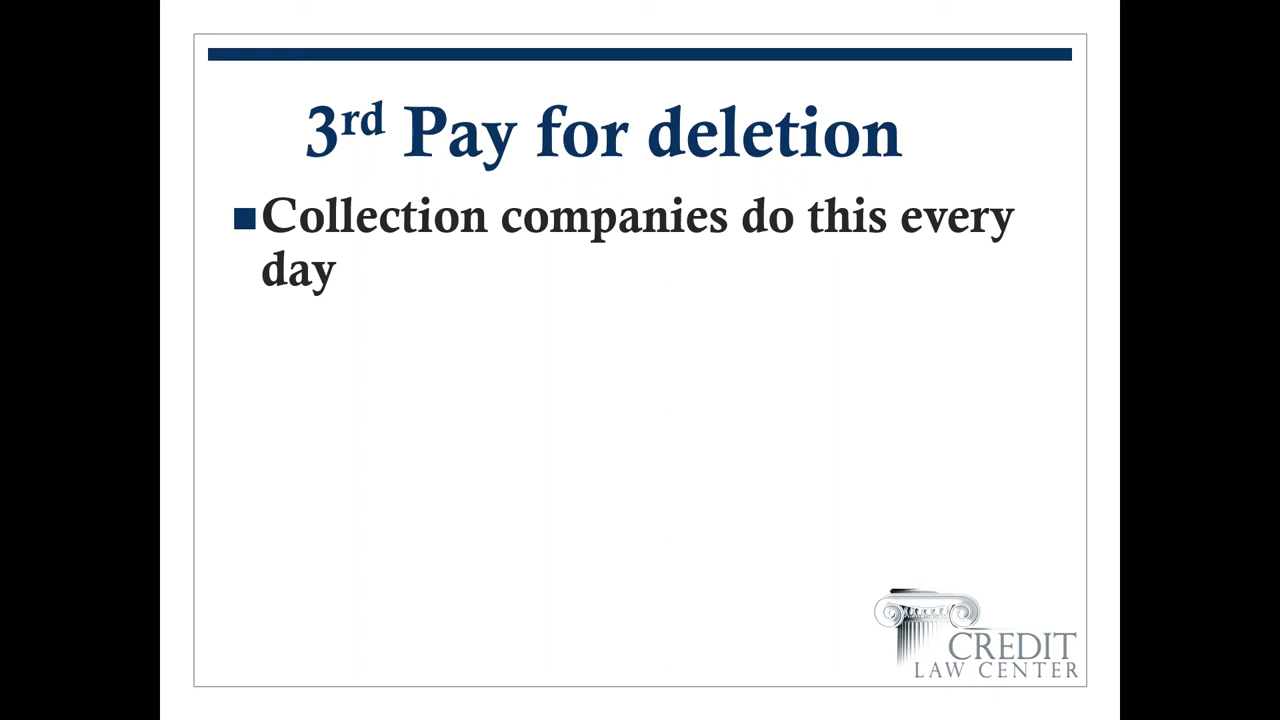 3rd Pay for deletion
Collection companies do this every
day
CREDIT
LAW CENTER